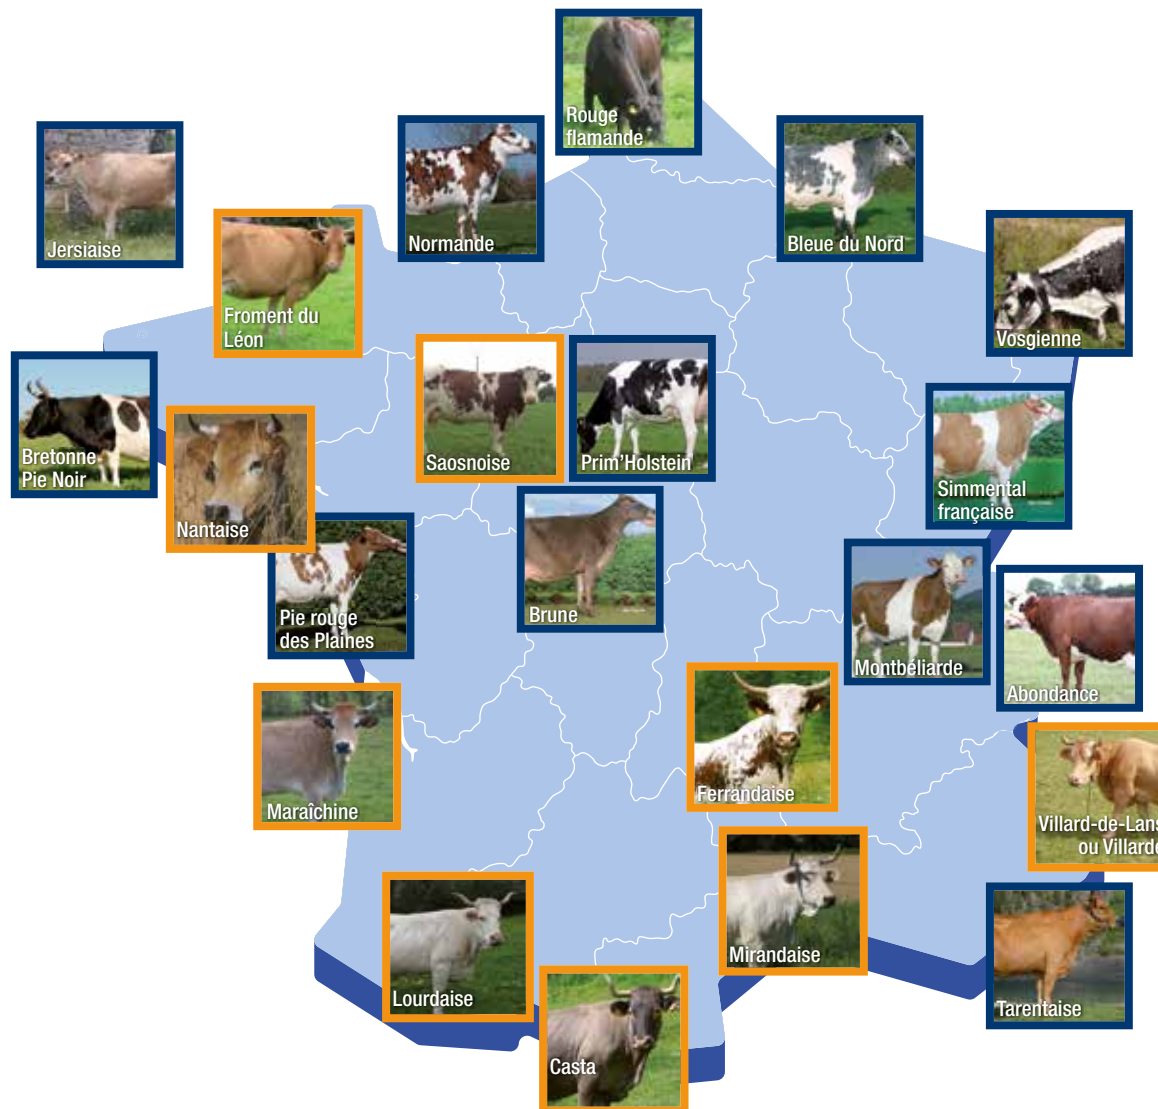 Rouge
flamande
Jersiaise
Normande
Bleue du Nord
Froment du
Léon
Vosgienne
Bretonne
Pie Noir
Saosnoise
Prim'Holstein
Simmental
française
Nantaise
Pie rouge
des Plaines
Brune
Montbéliarde
Abondance
Maraîchine
Ferrandaise
Villard-de-Lans
ou Villarde
Lourdaise
Mirandaise
Tarentaise
Casta